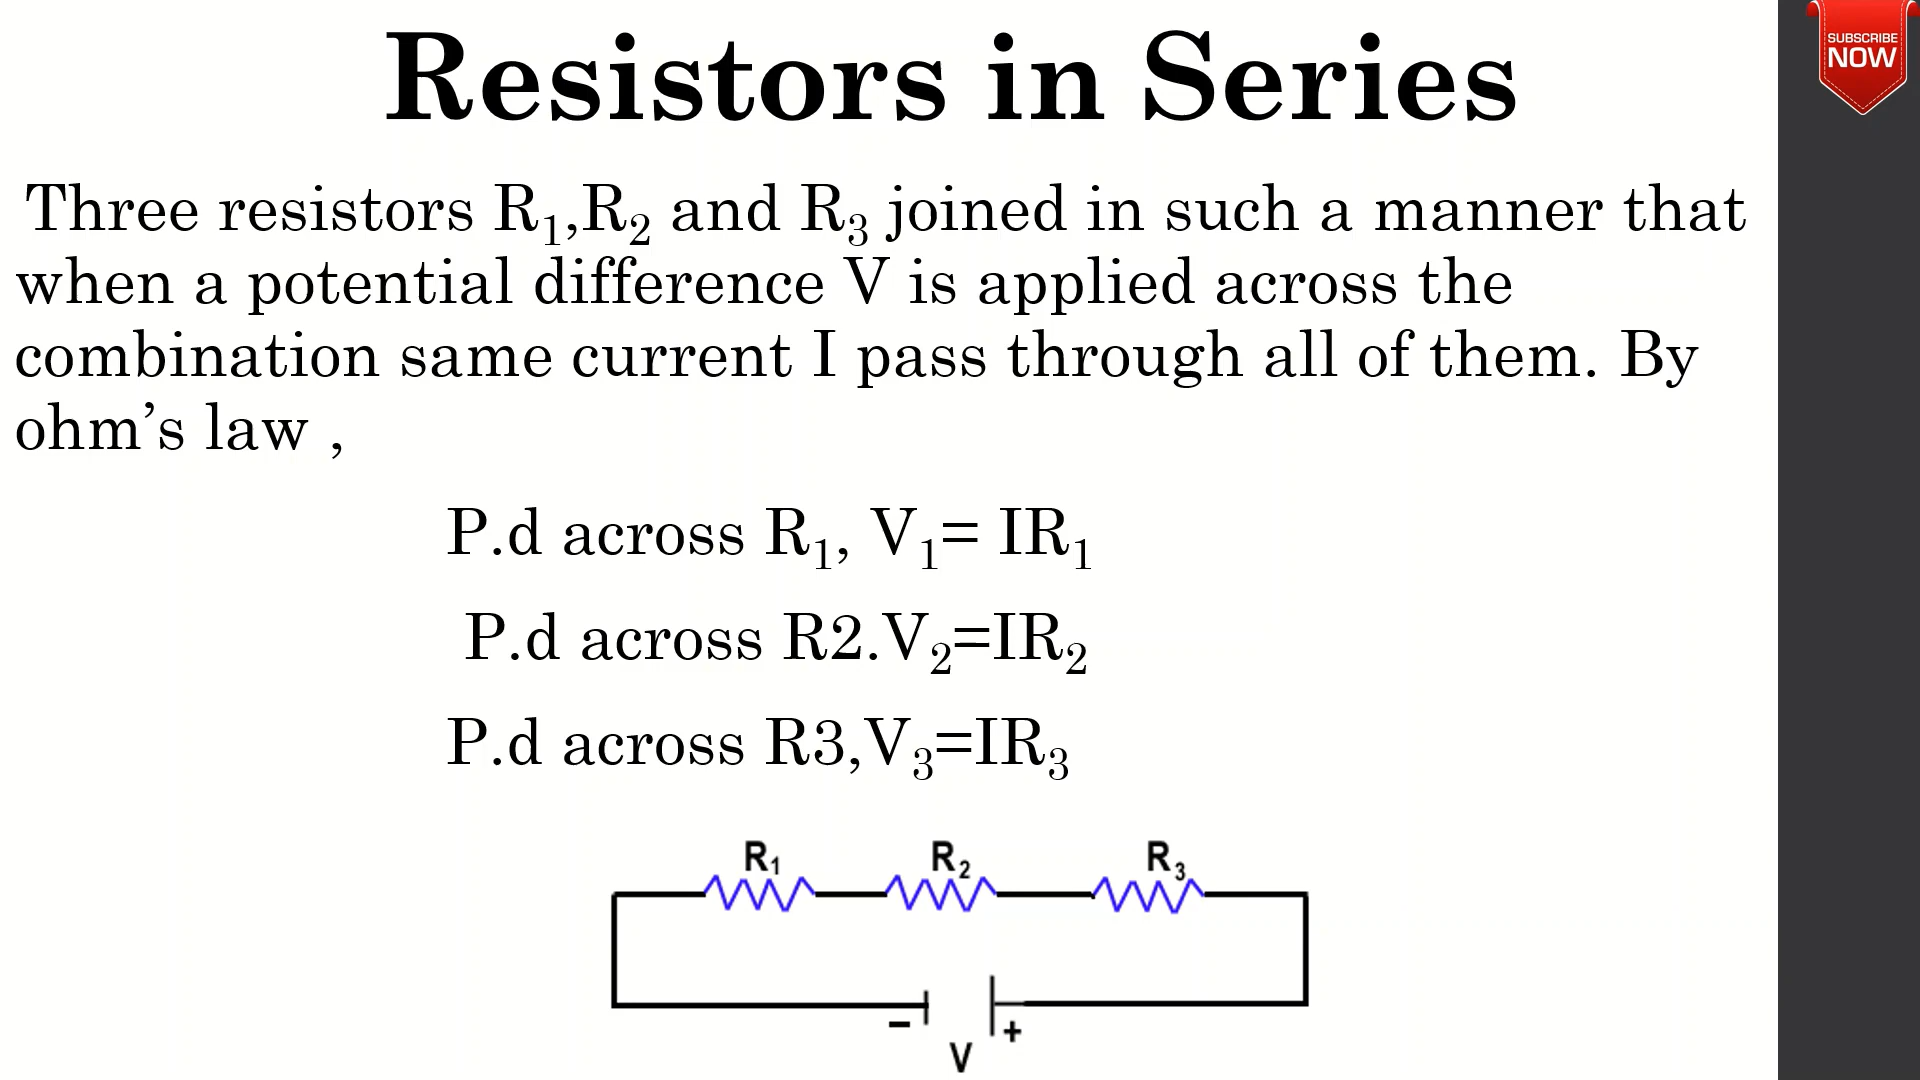 Resistors in Series
SUBSCRIBE
NOW
Three resistors R₁,R₂ and R₃ joined in such a manner that
when a potential difference V is applied across the
combination same current I pass through all of them. By
ohm’s law ,
P.d across R₁, V₁= IR₁
P.d across R2.V₂=IR₂
P.d across R3,V₃=IR₃
R₁ R₂ R₃
– +
V